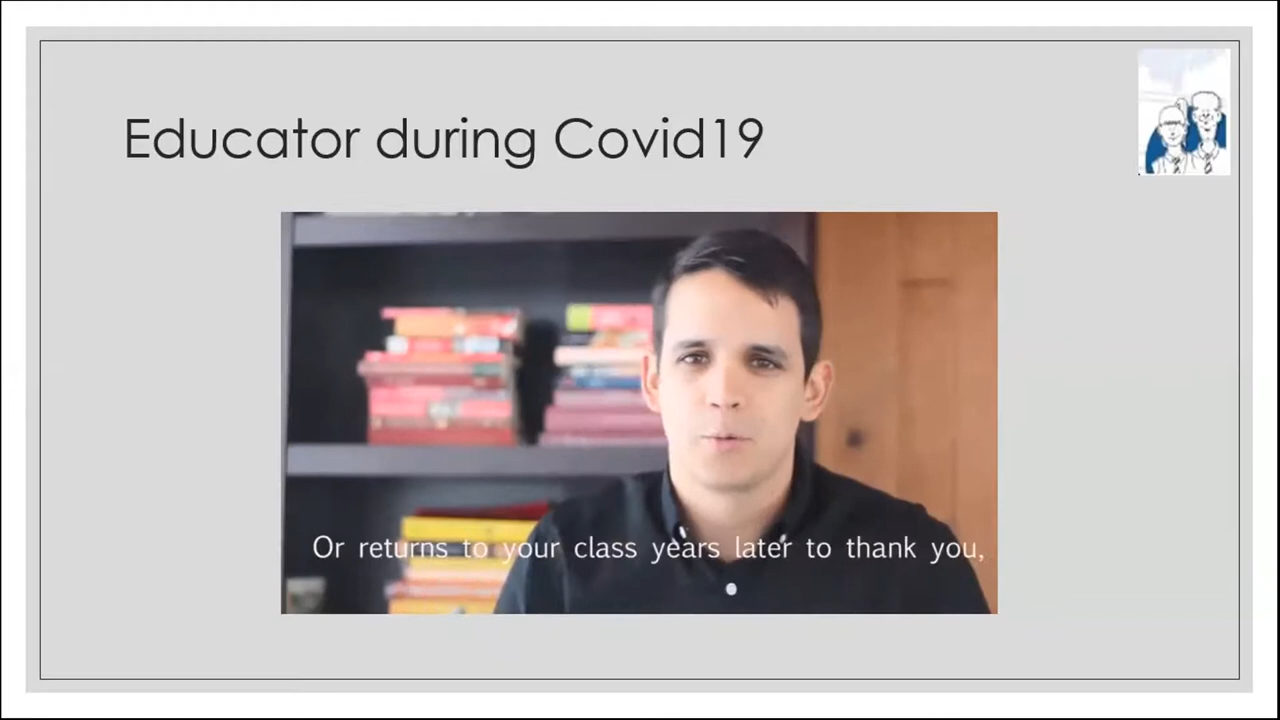 Educator during Covid19
Or returns to your class years later to thank you,